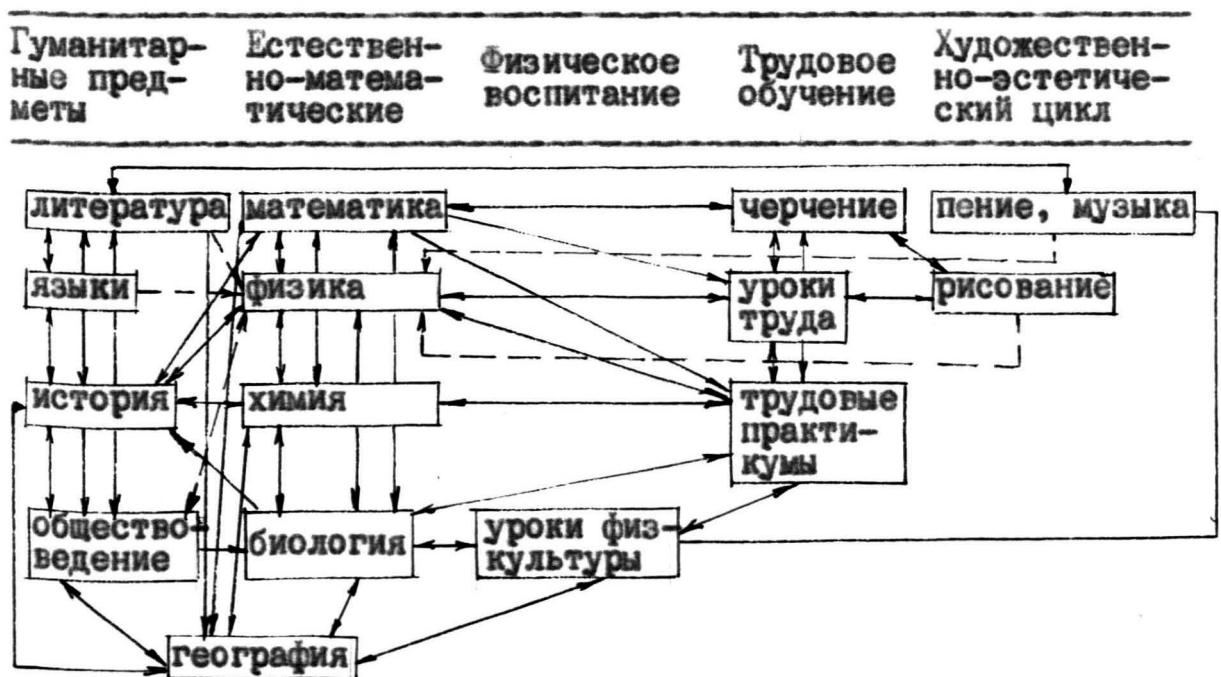 Гуманитар-
ные пред-
меты
Естествен-
но-матема-
тические
Физическое
воспитание
Трудовое
обучение
Художествен-
но-эстетиче-
ский цикл
литература
математика
черчение
пение, музыка
языки
физика
уроки
труда
рисование
история
химия
трудовые
практи-
кумы
общество-
ведение
биология
уроки физ-
культуры
география